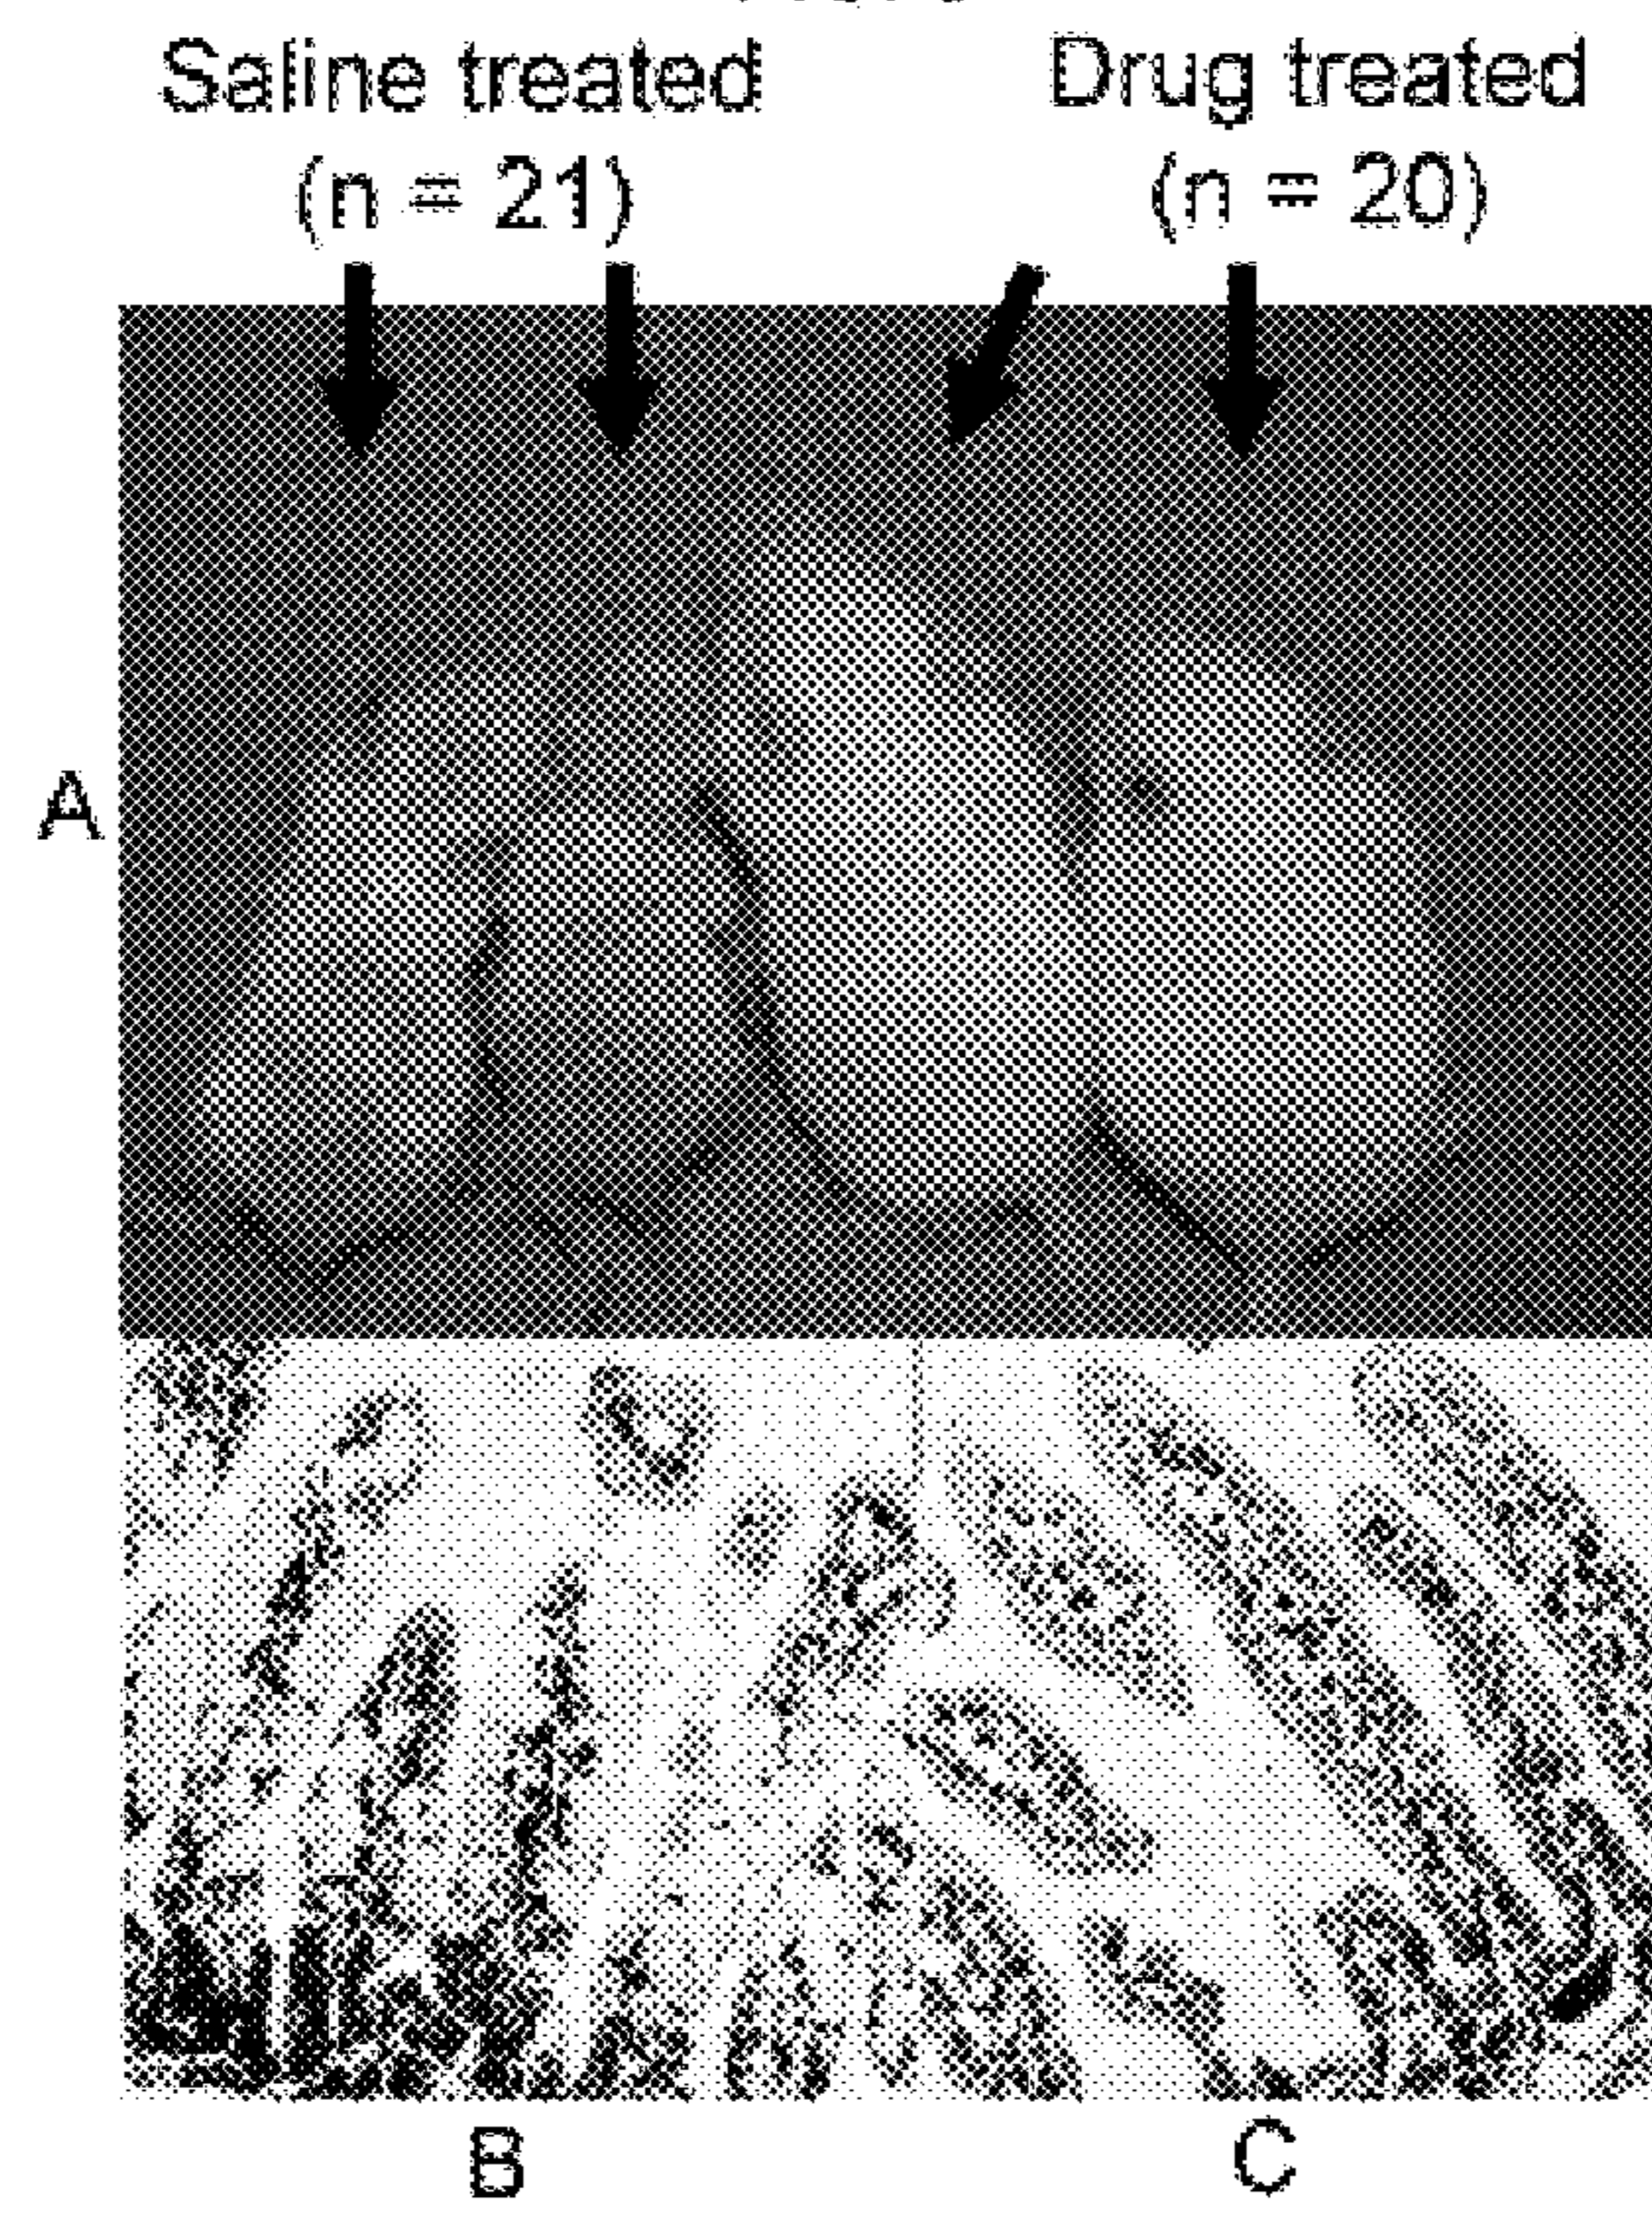 Saline treated Drug treated
(n = 21) (n = 20)
A
B C